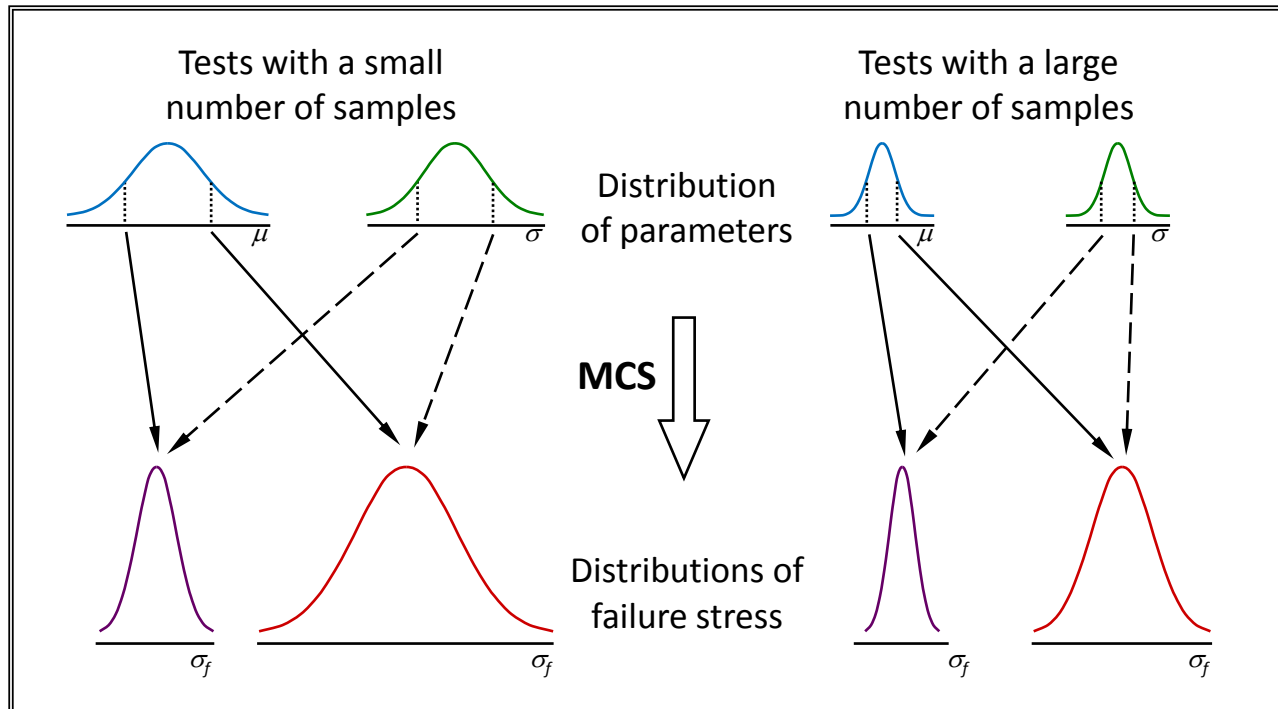 Tests with a small
number of samples
Tests with a large
number of samples
μ
σ
Distribution
of parameters
μ
σ
MCS
Distributions of
failure stress
σf
σf
σf
σf